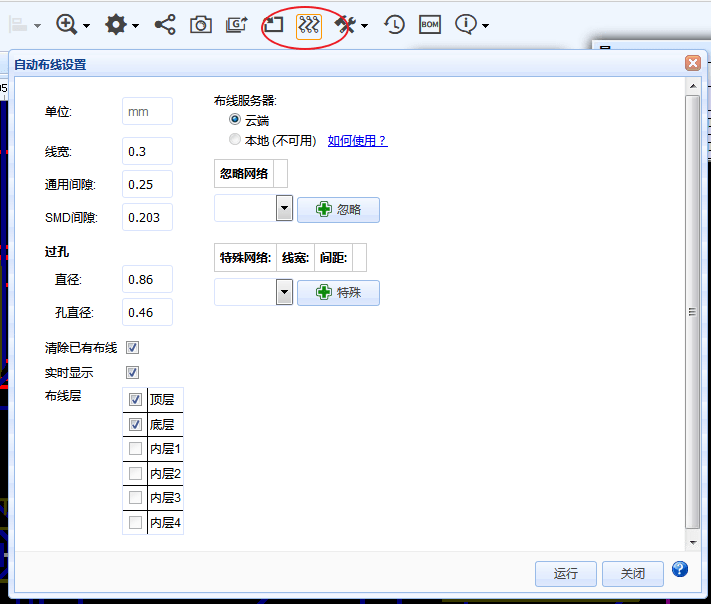 BOM
自动布线设置
单位: mm
线宽: 0.3
通用间隙: 0.25
SMD间隙: 0.203
过孔
直径: 0.86
孔直径: 0.46
清除已有布线
实时显示
布线层
顶层
底层
内层1
内层2
内层3
内层4
布线服务器:
云端
本地 (不可用) 如何使用？
忽略网络
忽略
特殊网络: 线宽: 间距:
特殊
运行 关闭 ?